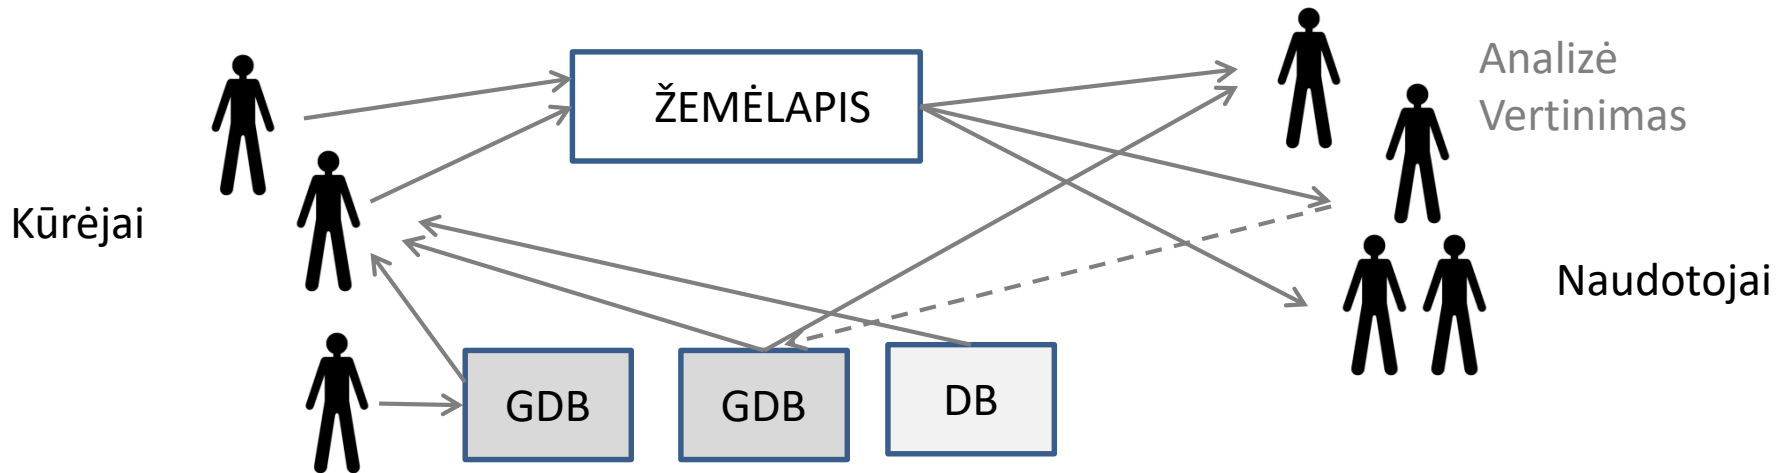 ŽEMĖLAPIS
Analizė
Vertinimas
Kūrėjai
Naudotojai
GDB
GDB
DB